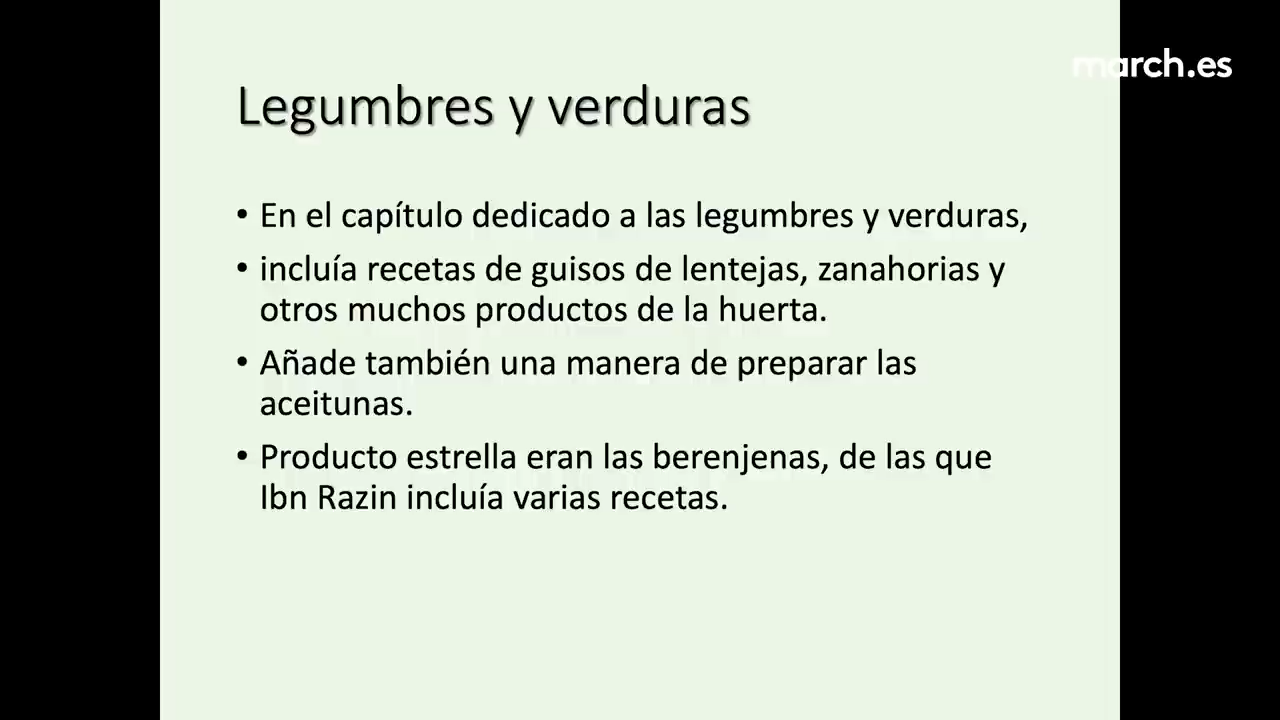 march.es
Legumbres y verduras
• En el capítulo dedicado a las legumbres y verduras,
• incluía recetas de guisos de lentejas, zanahorias y
otros muchos productos de la huerta.
• Añade también una manera de preparar las
aceitunas.
• Producto estrella eran las berenjenas, de las que
Ibn Razin incluía varias recetas.